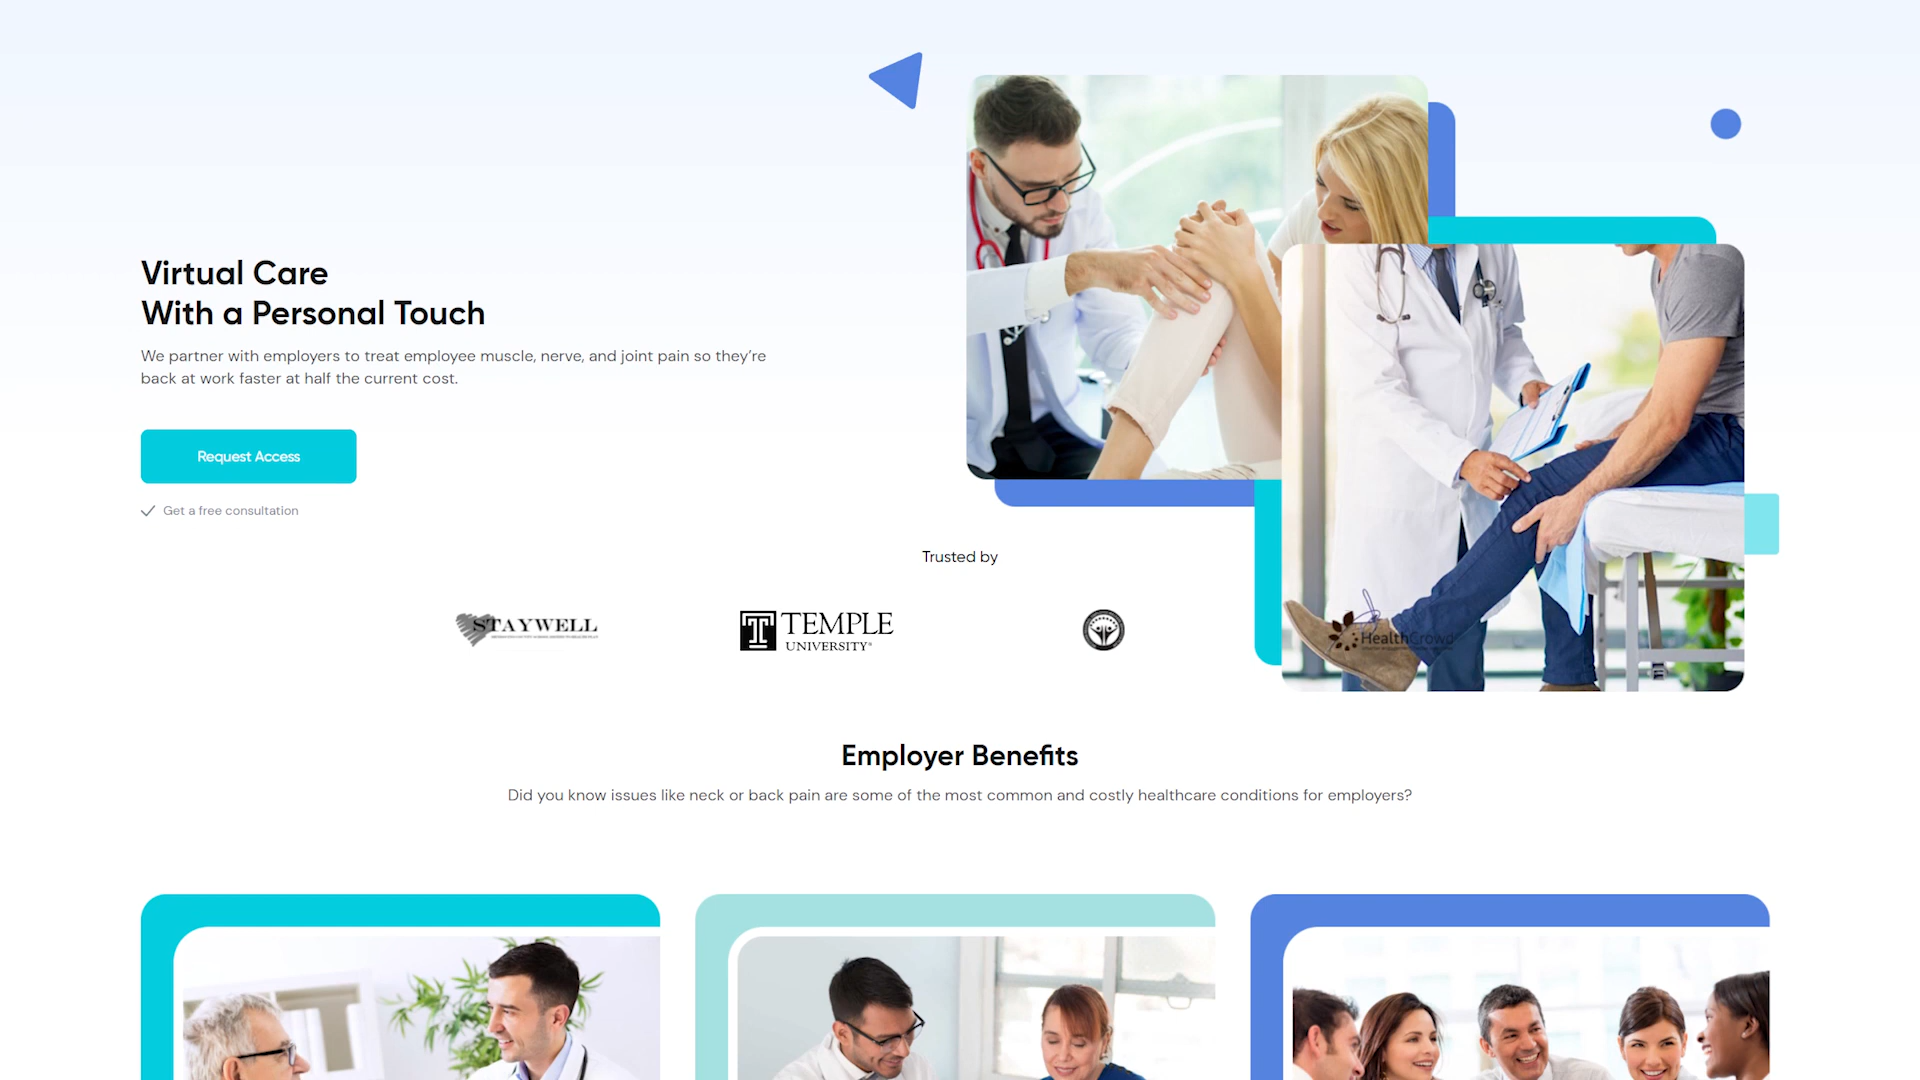 Virtual Care
With a Personal Touch
We partner with employers to treat employee muscle, nerve, and joint pain so they’re
back at work faster at half the current cost.
Request Access
Get a free consultation
Trusted by
STAYWELL
TEMPLE
UNIVERSITY®
HealthCrowd
Employer Benefits
Did you know issues like neck or back pain are some of the most common and costly healthcare conditions for employers?